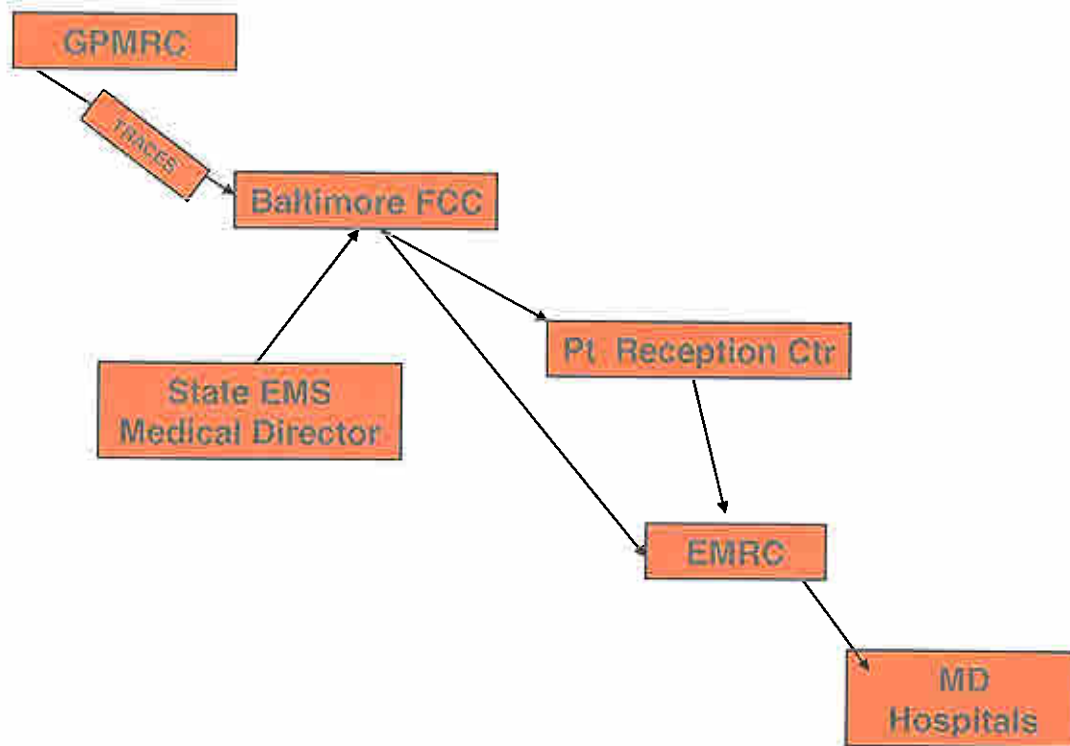 GPMRC
TRACES
Baltimore FCC
State EMS
Medical Director
Pt Reception Ctr
EMRC
MD
Hospitals